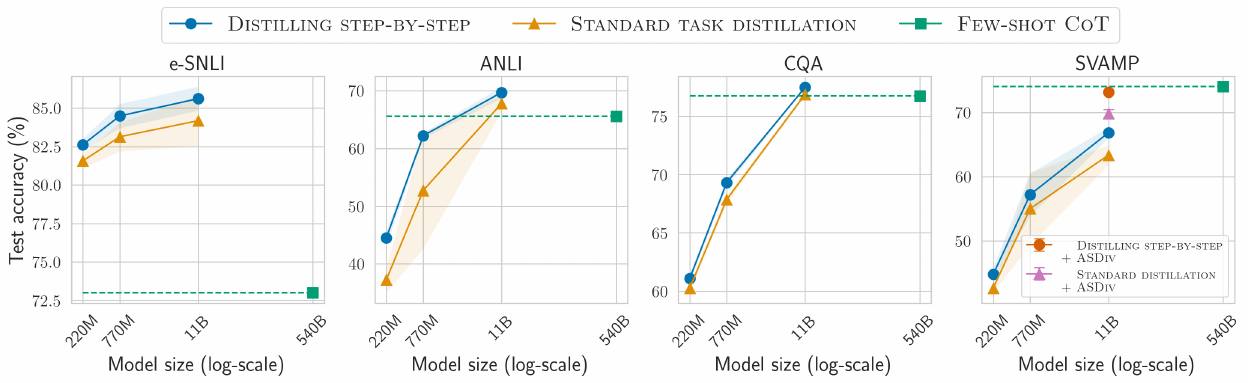 DISTILLING STEP-BY-STEP
STANDARD TASK DISTILLATION
FEW-SHOT COT
e-SNLI
ANLI
CQA
SVAMP
Test accuracy (%)
85.0
82.5
80.0
77.5
75.0
72.5
220M
770M
11B
540B
Model size (log-scale)
70
60
50
40
220M
770M
11B
540B
Model size (log-scale)
75
70
65
60
220M
770M
11B
540B
Model size (log-scale)
70
60
50
DISTILLING STEP-BY-STEP
+ ASDIV
STANDARD DISTILLATION
+ ASDIV
220M
770M
11B
540B
Model size (log-scale)